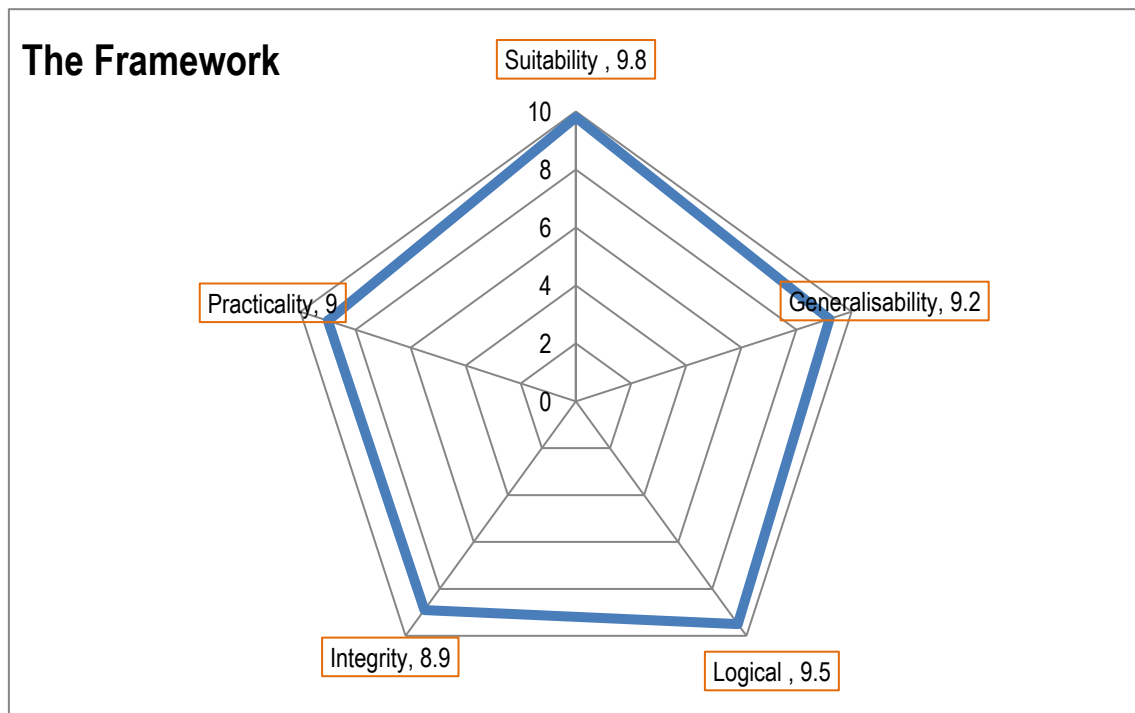 The Framework
Suitability , 9.8
10
8
6
4
2
0
Generalisability, 9.2
Practicality, 9
Integrity, 8.9
Logical , 9.5